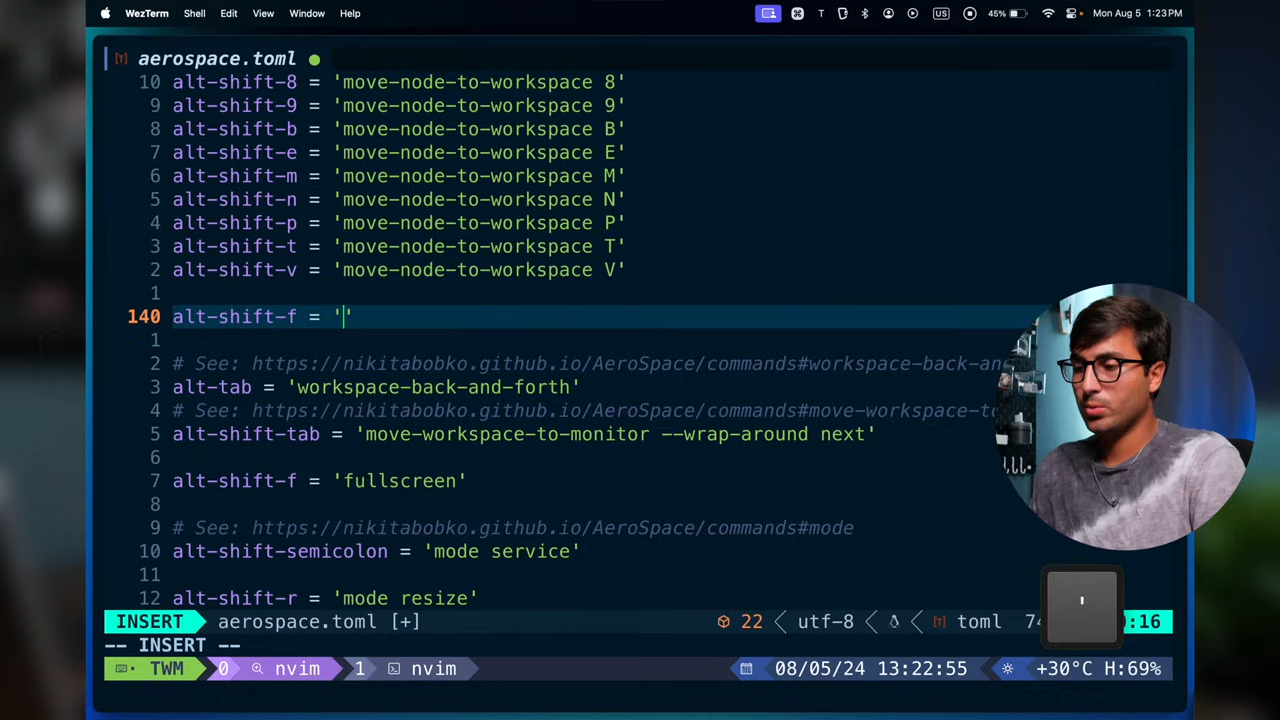 WezTerm Shell Edit View Window Help T US 45% Mon Aug 5 1:23 PM
[T] aerospace.toml
10 alt-shift-8 = 'move-node-to-workspace 8'
9 alt-shift-9 = 'move-node-to-workspace 9'
8 alt-shift-b = 'move-node-to-workspace B'
7 alt-shift-e = 'move-node-to-workspace E'
6 alt-shift-m = 'move-node-to-workspace M'
5 alt-shift-n = 'move-node-to-workspace N'
4 alt-shift-p = 'move-node-to-workspace P'
3 alt-shift-t = 'move-node-to-workspace T'
2 alt-shift-v = 'move-node-to-workspace V'
1
140 alt-shift-f = ''
1
2 # See: https://nikitabobko.github.io/AeroSpace/commands#workspace-back-and
3 alt-tab = 'workspace-back-and-forth'
4 # See: https://nikitabobko.github.io/AeroSpace/commands#move-workspace-t
5 alt-shift-tab = 'move-workspace-to-monitor --wrap-around next'
6
7 alt-shift-f = 'fullscreen'
8
9 # See: https://nikitabobko.github.io/AeroSpace/commands#mode
10 alt-shift-semicolon = 'mode service'
11
12 alt-shift-r = 'mode resize'
'
INSERT aerospace.toml [+] 22 utf-8 [T] toml :16
-- INSERT --
TWM 0 nvim 1 nvim 08/05/24 13:22:55 +30°C H:69%